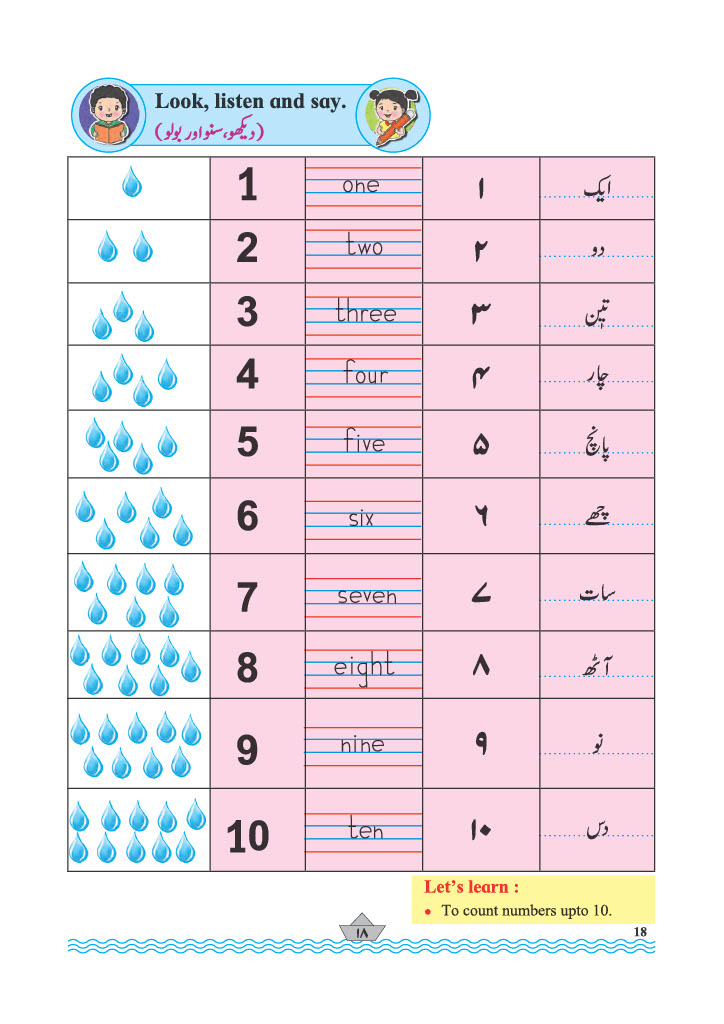 Look, listen and say.
(دیکھو، سنو اور بولو)
1 one ۱ ایک
2 two ۲ دو
3 three ۳ تین
4 four ۴ چار
5 five ۵ پانچ
6 six ۶ چھے
7 seven ۷ سات
8 eight ۸ آٹھ
9 nine ۹ نو
10 ten ۱۰ دس
Let's learn :
• To count numbers upto 10.
۱۸
18